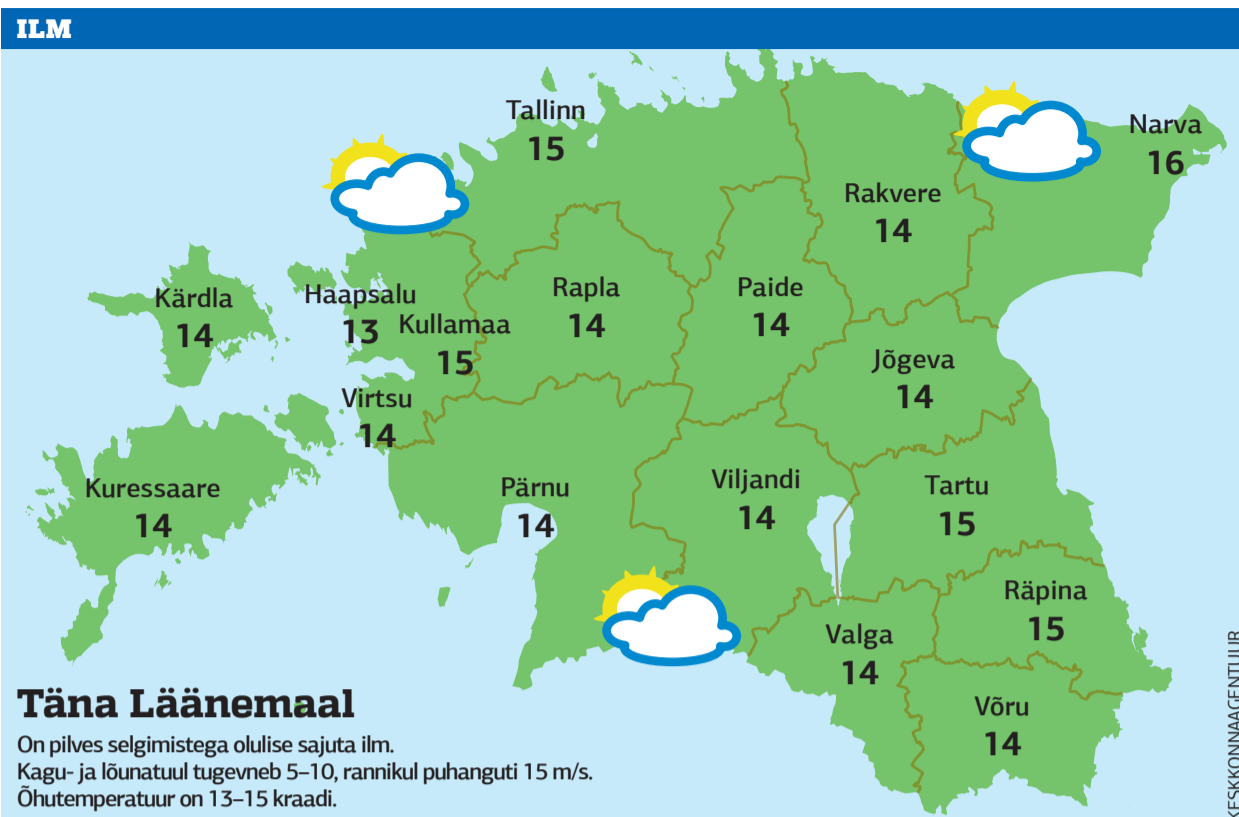 ILM
Tallinn
15
Narva
16
Rakvere
14
Kärdla
14
Haapsalu
13
Kullamaa
15
Rapla
14
Paide
14
Jõgeva
14
Virtsu
14
Kuressaare
14
Pärnu
14
Viljandi
14
Tartu
15
Räpina
15
Valga
14
Võru
14
Täna Läänemaal
On pilves selgimistega olulise sajuta ilm.
Kagu- ja lõunatuul tugevneb 5–10, rannikul puhanguti 15 m/s.
Õhutemperatuur on 13–15 kraadi.
KESKKONNAAGENTUUR